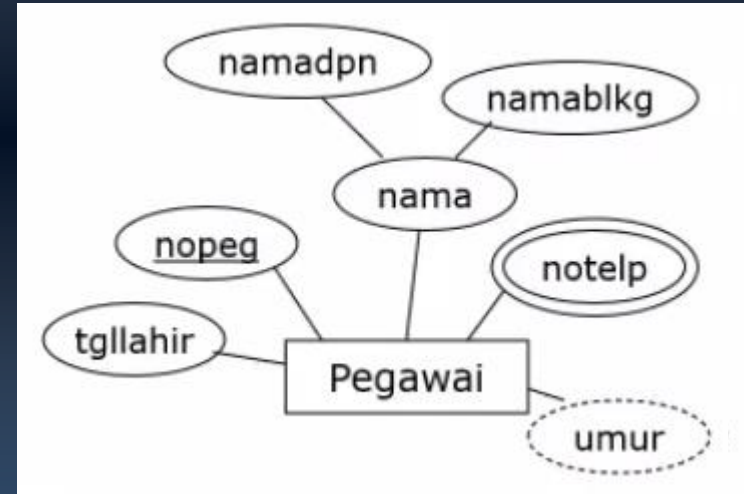 namadpn
namablkg
nama
nopeg
notelp
tgllahir
Pegawai
umur